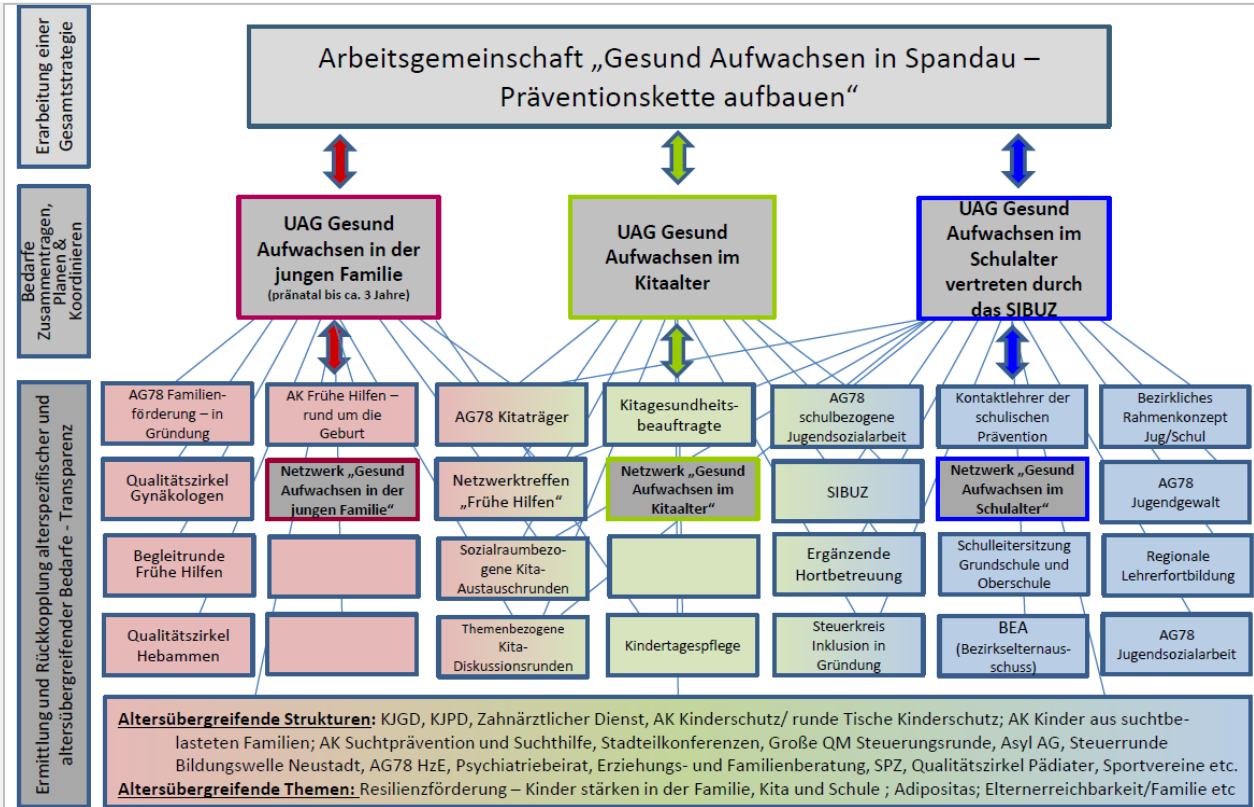 Erarbeitung einer
Gesamtstrategie
Arbeitsgemeinschaft „Gesund Aufwachsen in Spandau –
Präventionskette aufbauen“
Bedarfe
Zusammentragen,
Planen &
Koordinieren
UAG Gesund
Aufwachsen in der
jungen Familie
(pränatal bis ca. 3 Jahre)
UAG Gesund
Aufwachsen im
Kitaalter
UAG Gesund
Aufwachsen im
Schulalter
vertreten durch
das SIBUZ
Ermittlung und Rückkopplung alterspezifischer und
altersübergreifender Bedarfe - Transparenz
AG78 Familien-
förderung – in
Gründung
AK Frühe Hilfen –
rund um die
Geburt
AG78 Kitaträger
Kitagesundheits-
beauftragte
AG78
schulbezogene
Jugendsozialarbeit
Kontaktlehrer der
schulischen
Prävention
Bezirkliches
Rahmenkonzept
Jug/Schul
Qualitätszirkel
Gynäkologen
Netzwerk „Gesund
Aufwachsen in der
jungen Familie“
Netzwerktreffen
„Frühe Hilfen“
Netzwerk „Gesund
Aufwachsen im
Kitaalter“
SIBUZ
Netzwerk „Gesund
Aufwachsen im
Schulalter“
AG78
Jugendgewalt
Begleitrunde
Frühe Hilfen
Sozialraumbezo-
gene Kita-
Austauschrunden
Ergänzende
Hortbetreuung
Schulleitersitzung
Grundschule und
Oberschule
Regionale
Lehrerfortbildung
Qualitätszirkel
Hebammen
Themenbezogene
Kita-
Diskussionsrunden
Kindertagespflege
Steuerkreis
Inklusion in
Gründung
BEA
(Bezirkselternaus-
schuss)
AG78
Jugendsozialarbeit
Altersübergreifende Strukturen: KJGD, KJPD, Zahnärztlicher Dienst, AK Kinderschutz/ runde Tische Kinderschutz; AK Kinder aus suchtbe-
lasteten Familien; AK Suchtprävention und Suchthilfe, Stadteilkonferenzen, Große QM Steuerungsrunde, Asyl AG, Steuerrunde
Bildungswelle Neustadt, AG78 HzE, Psychiatriebeirat, Erziehungs- und Familienberatung, SPZ, Qualitätszirkel Pädiater, Sportvereine etc.
Altersübergreifende Themen: Resilienzförderung – Kinder stärken in der Familie, Kita und Schule ; Adipositas; Elternerreichbarkeit/Familie etc